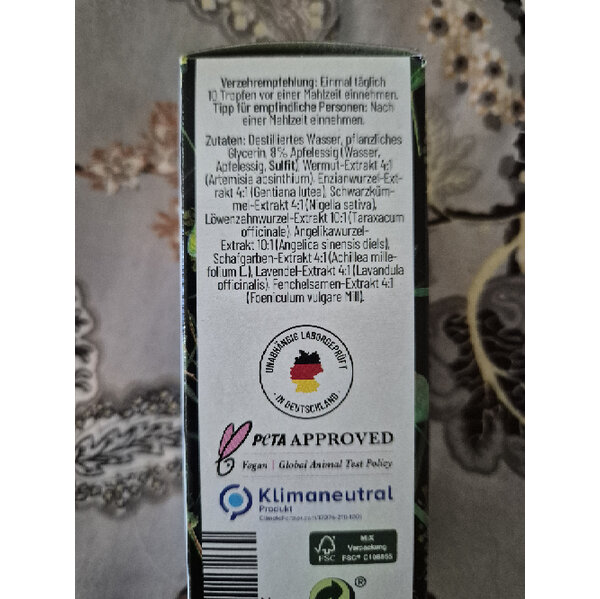 Verzehrempfehlung: Einmal täglich
10 Tropfen vor einer Mahlzeit einnehmen.
Tipp für empfindliche Personen: Nach
einer Mahlzeit einnehmen.
Zutaten: Destilliertes Wasser, pflanzliches
Glycerin, 8% Apfelessig (Wasser,
Apfelessig, Sulfit), Wermut-Extrakt 4:1
(Artemisia absinthium), Enzianwurzel-Ext-
rakt 4:1 (Gentiana lutea), Schwarzküm-
mel-Extrakt 4:1 (Nigella sativa),
Löwenzahnwurzel-Extrakt 10:1 (Taraxacum
officinale), Angelikawurzel-
Extrakt 10:1 (Angelica sinensis diels),
Schafgarben-Extrakt 4:1 (Achillea mille-
folium L.), Lavendel-Extrakt 4:1 (Lavandula
officinalis), Fenchelsamen-Extrakt 4:1
(Foeniculum vulgare Mill).
UNABHÄNGIG LABORGEPRÜFT
· IN DEUTSCHLAND ·
PETA APPROVED
Vegan | Global Animal Test Policy
Klimaneutral
Produkt
FSC
MIX
Verpackung
FSC®
®